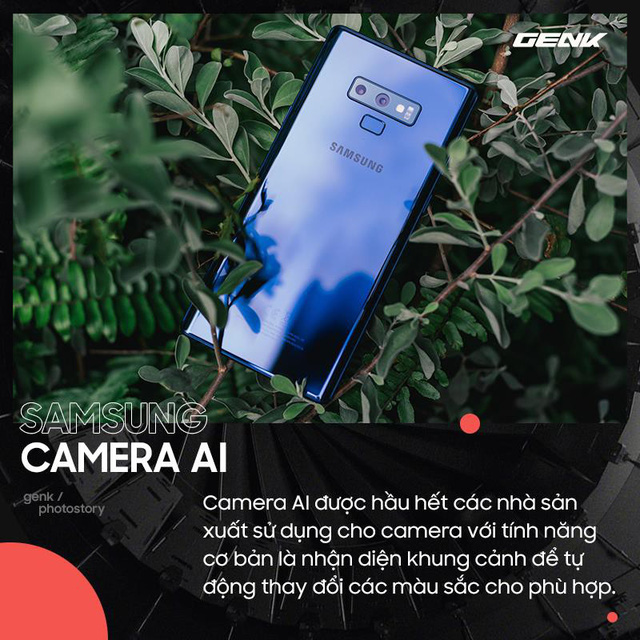 GENK
SAMSUNG
SAMSUNG
CAMERA AI
genk /
photostory
Camera AI được hầu hết các nhà sản
xuất sử dụng cho camera với tính năng
cơ bản là nhận diện khung cảnh để tự
động thay đổi các màu sắc cho phù hợp.